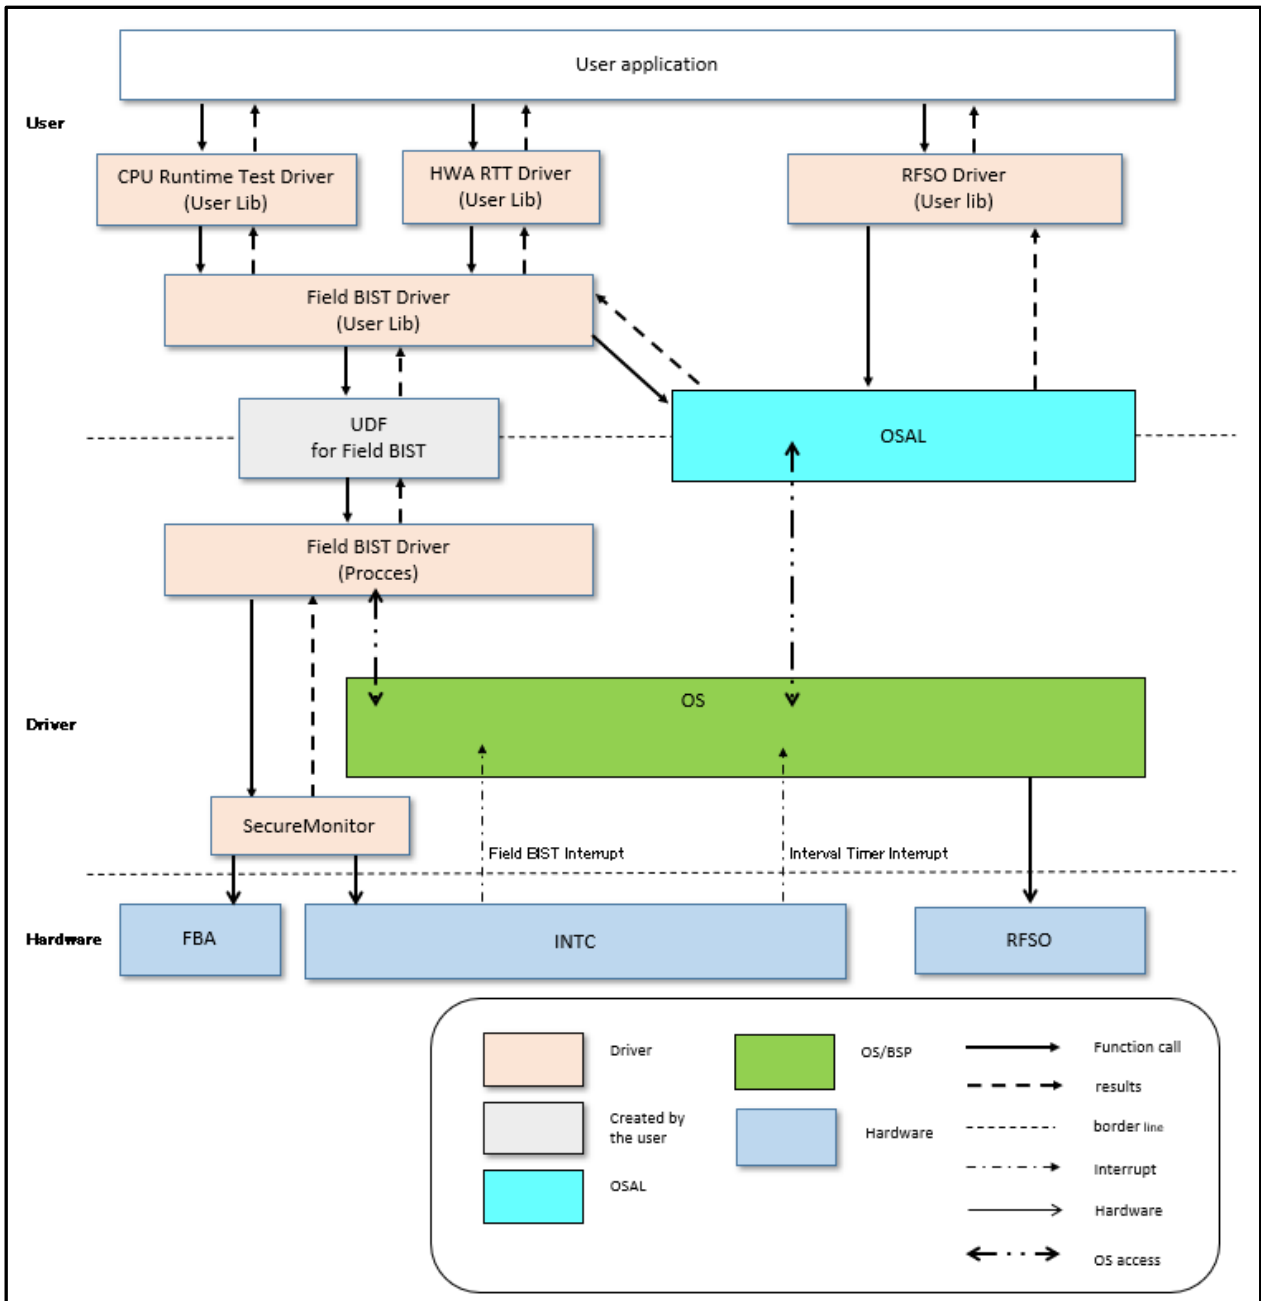 User application
User
CPU Runtime Test Driver
(User Lib)
HWA RTT Driver
(User Lib)
RFSO Driver
(User lib)
Field BIST Driver
(User Lib)
UDF
for Field BIST
OSAL
Field BIST Driver
(Procces)
OS
Driver
SecureMonitor
Field BIST Interrupt
Interval Timer Interrupt
Hardware
FBA
INTC
RFSO
Driver
OS/BSP
Function call
results
Created by
the user
Hardware
border line
Interrupt
OSAL
Hardware
OS access